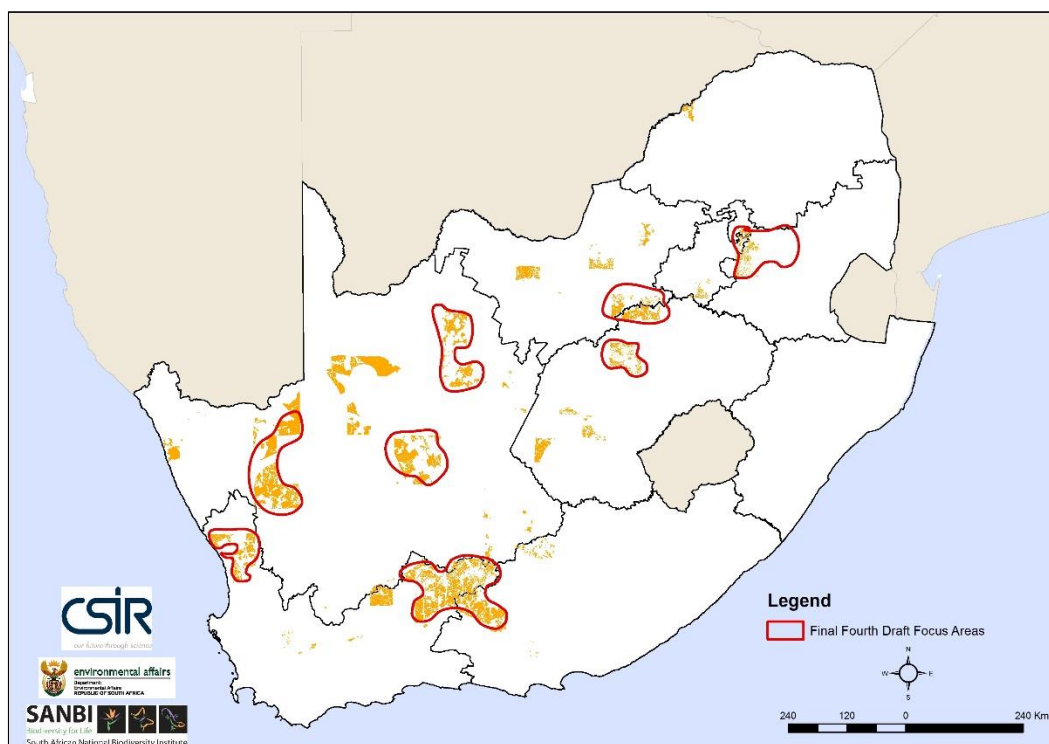 CSIR
our future through science
environmental affairs
Department:
Environmental Affairs
REPUBLIC OF SOUTH AFRICA
SANBI
Biodiversity for Life
South African National Biodiversity Institute
Legend
Final Fourth Draft Focus Areas
N
W E
S
240 120 0 240 Km